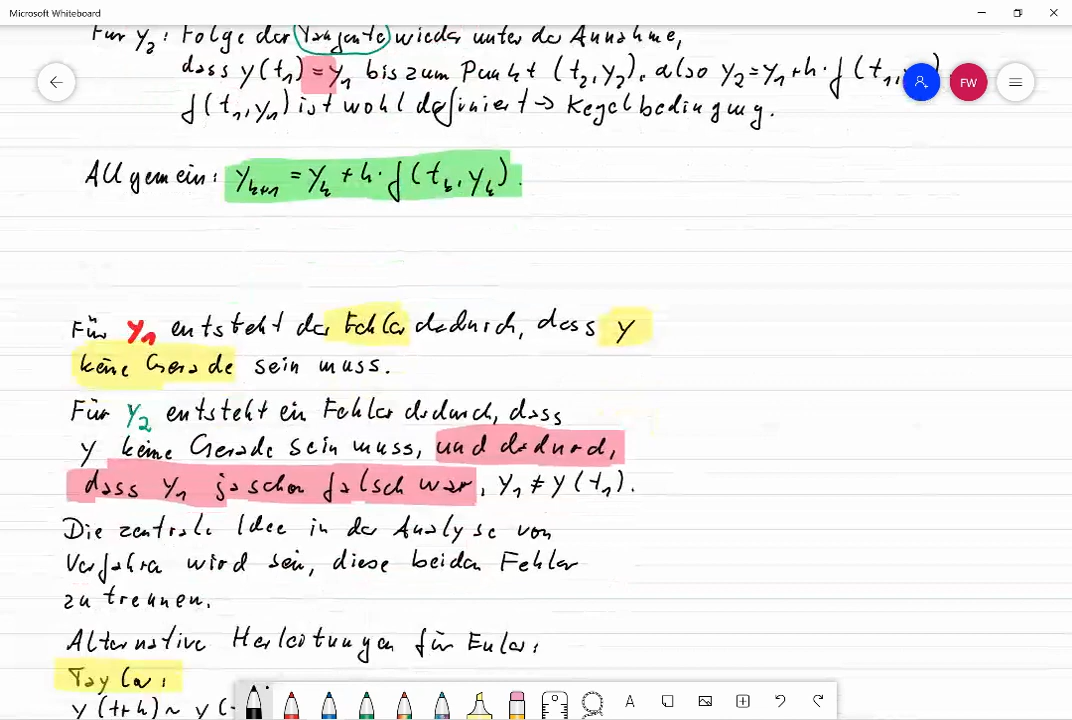 Microsoft Whiteboard
Für y₂: Folge der Tangente wieder unter der Annahme,
dass y(t₁) = y₁ bis zum Punkt (t₂, y₂), also y₂ = y₁ + h · f(t₁,
FW
f(t₁, y₁) ist wohldefiniert → Kegelbedingung.
Allgemein: yₖ₊₁ = yₖ + h · f(tₖ, yₖ).
Für y₁ entsteht der Fehler dadurch, dass y
keine Gerade sein muss.
Für y₂ entsteht ein Fehler dadurch, dass
y keine Gerade sein muss, und dadurch,
dass y₁ ja schon falsch war, y₁ ≠ y(t₁).
Die zentrale Idee in der Analyse von
Verfahren wird sein, diese beiden Fehler
zu trennen.
Alternative Herleitungen für Euler:
Taylor:
y(t+h) ~ y(
A